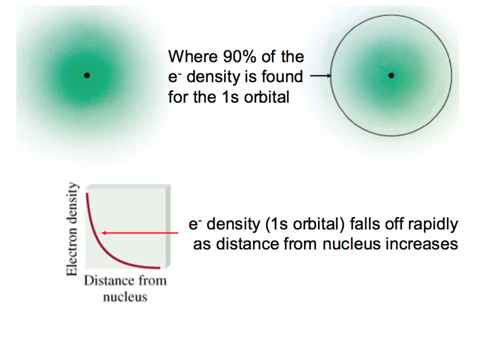 Where 90% of the
e- density is found
for the 1s orbital
Electron density
Distance from
nucleus
e- density (1s orbital) falls off rapidly
as distance from nucleus increases